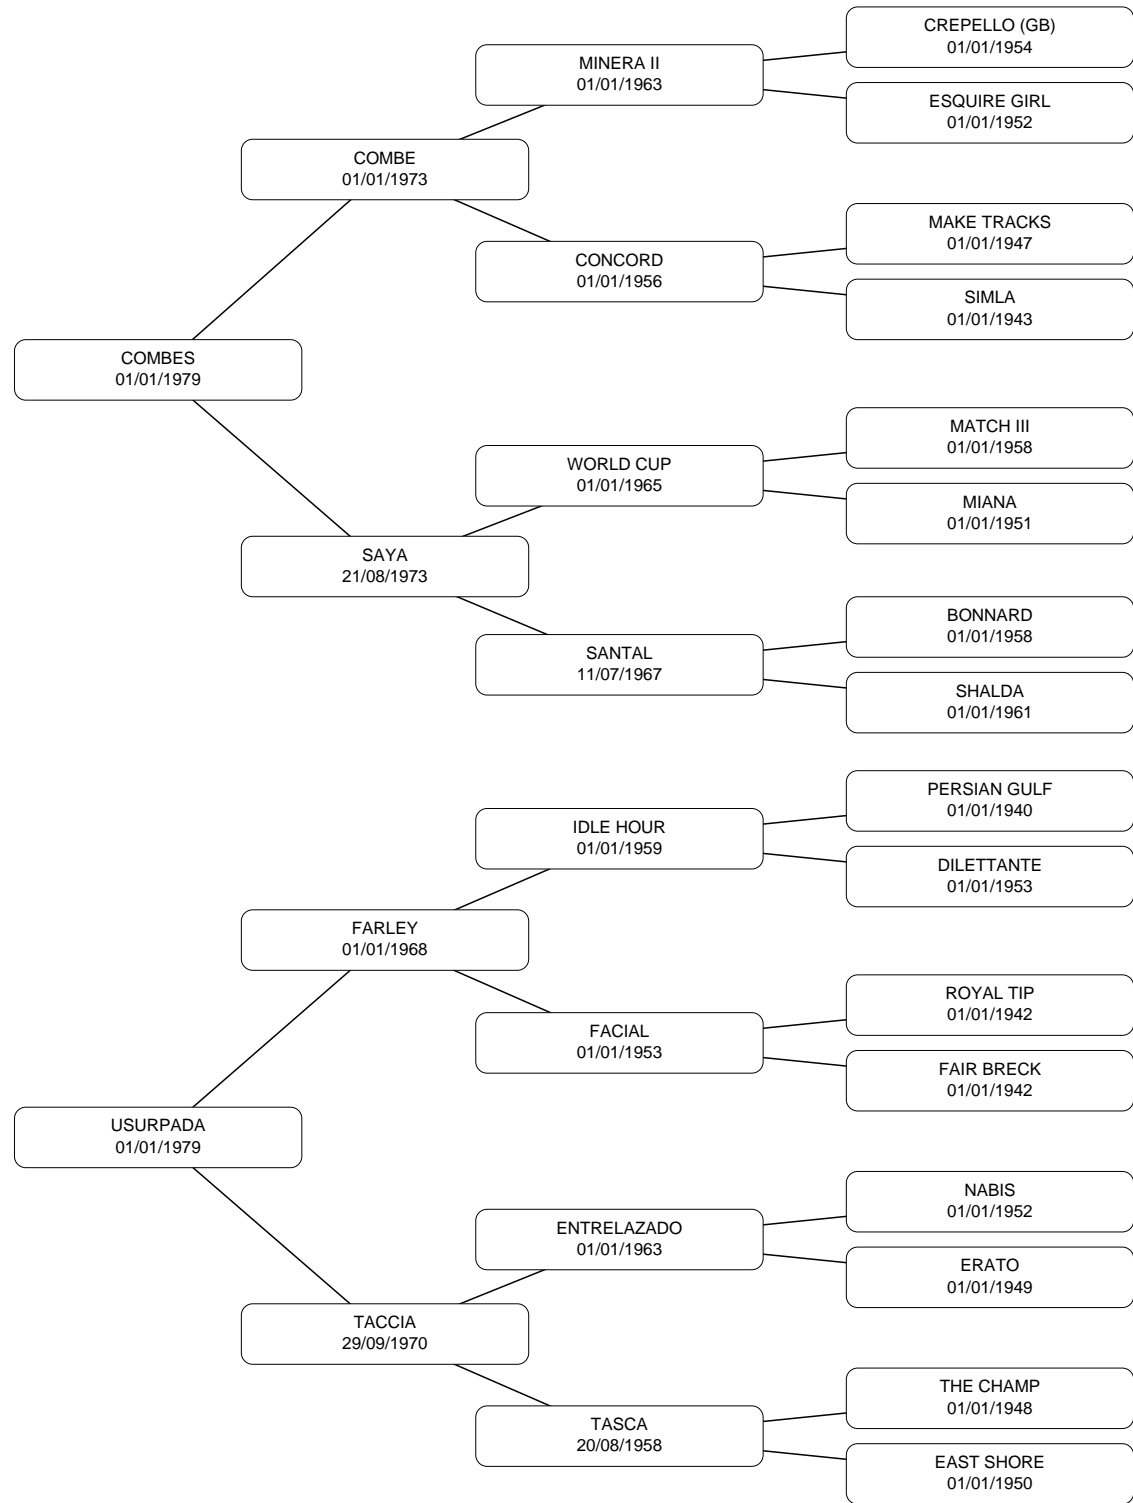 CREPELLO (GB)
01/01/1954
MINERA II
01/01/1963
ESQUIRE GIRL
01/01/1952
COMBE
01/01/1973
MAKE TRACKS
01/01/1947
CONCORD
01/01/1956
SIMLA
01/01/1943
COMBES
01/01/1979
MATCH III
01/01/1958
WORLD CUP
01/01/1965
MIANA
01/01/1951
SAYA
21/08/1973
BONNARD
01/01/1958
SANTAL
11/07/1967
SHALDA
01/01/1961
PERSIAN GULF
01/01/1940
IDLE HOUR
01/01/1959
DILETTANTE
01/01/1953
FARLEY
01/01/1968
ROYAL TIP
01/01/1942
FACIAL
01/01/1953
FAIR BRECK
01/01/1942
USURPADA
01/01/1979
NABIS
01/01/1952
ENTRELAZADO
01/01/1963
ERATO
01/01/1949
TACCIA
29/09/1970
THE CHAMP
01/01/1948
TASCA
20/08/1958
EAST SHORE
01/01/1950